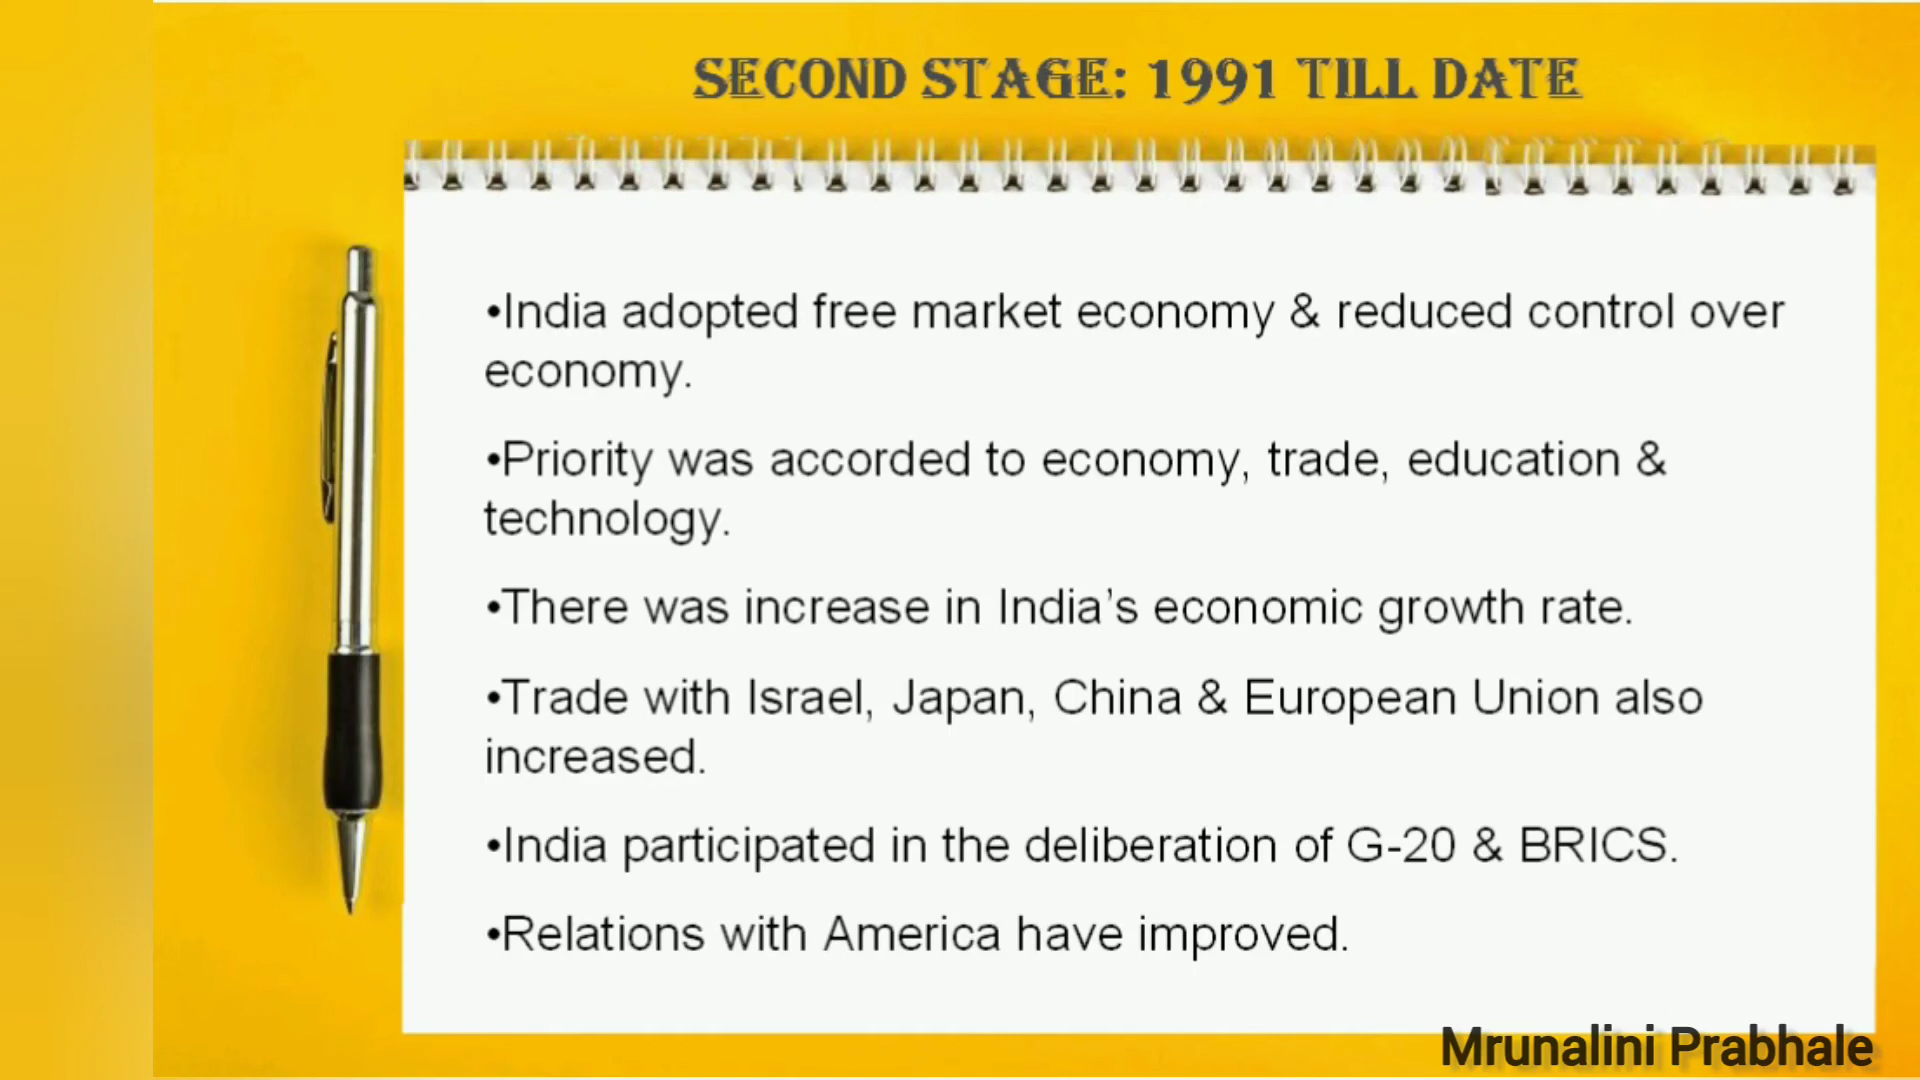 SECOND STAGE: 1991 TILL DATE
•India adopted free market economy & reduced control over
economy.
•Priority was accorded to economy, trade, education &
technology.
•There was increase in India’s economic growth rate.
•Trade with Israel, Japan, China & European Union also
increased.
•India participated in the deliberation of G-20 & BRICS.
•Relations with America have improved.
Mrunalini Prabhale